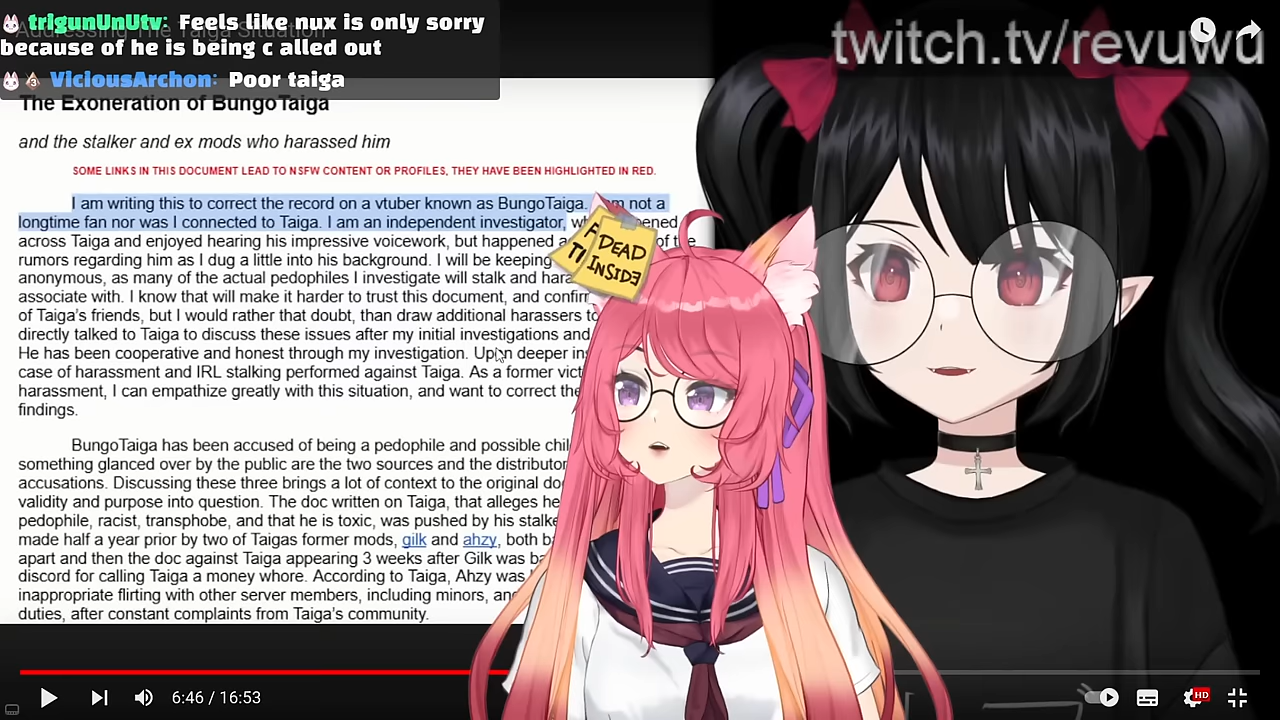 trigunUnUtv: Feels like nux is only sorry
because of he is being c alled out
ViciousArchon: Poor taiga
twitch.tv/revuwu
The Exoneration of BungoTaiga
and the stalker and ex mods who harassed him
SOME LINKS IN THIS DOCUMENT LEAD TO NSFW CONTENT OR PROFILES, THEY HAVE BEEN HIGHLIGHTED IN RED.
I am writing this to correct the record on a vtuber known as BungoTaiga. not a
longtime fan nor was I connected to Taiga. I am an independent investigator,
across Taiga and enjoyed hearing his impressive voicework, but happened of the
rumors regarding him as I dug a little into his background. I will be keeping
anonymous, as many of the actual pedophiles I investigate will stalk and
associate with. I know that will make it harder to trust this document, and
of Taiga's friends, but I would rather that doubt, than draw additional harassers to
directly talked to Taiga to discuss these issues after my initial investigations and
He has been cooperative and honest through my investigation. Upon deeper
case of harassment and IRL stalking performed against Taiga. As a former
harassment, I can empathize greatly with this situation, and want to correct the
findings.
BungoTaiga has been accused of being a pedophile and possible
something glanced over by the public are the two sources and the
accusations. Discussing these three brings a lot of context to the original
validity and purpose into question. The doc written on Taiga, that alleges he
pedophile, racist, transphobe, and that he is toxic, was pushed by his
made half a year prior by two of Taigas former mods, gilk and ahzy, both
apart and then the doc against Taiga appearing 3 weeks after Gilk was
discord for calling Taiga a money whore. According to Taiga, Ahzy was
inappropriate flirting with other server members, including minors,
duties, after constant complaints from Taiga's community.
DEAD
INSIDE
6:46 / 16:53
HD